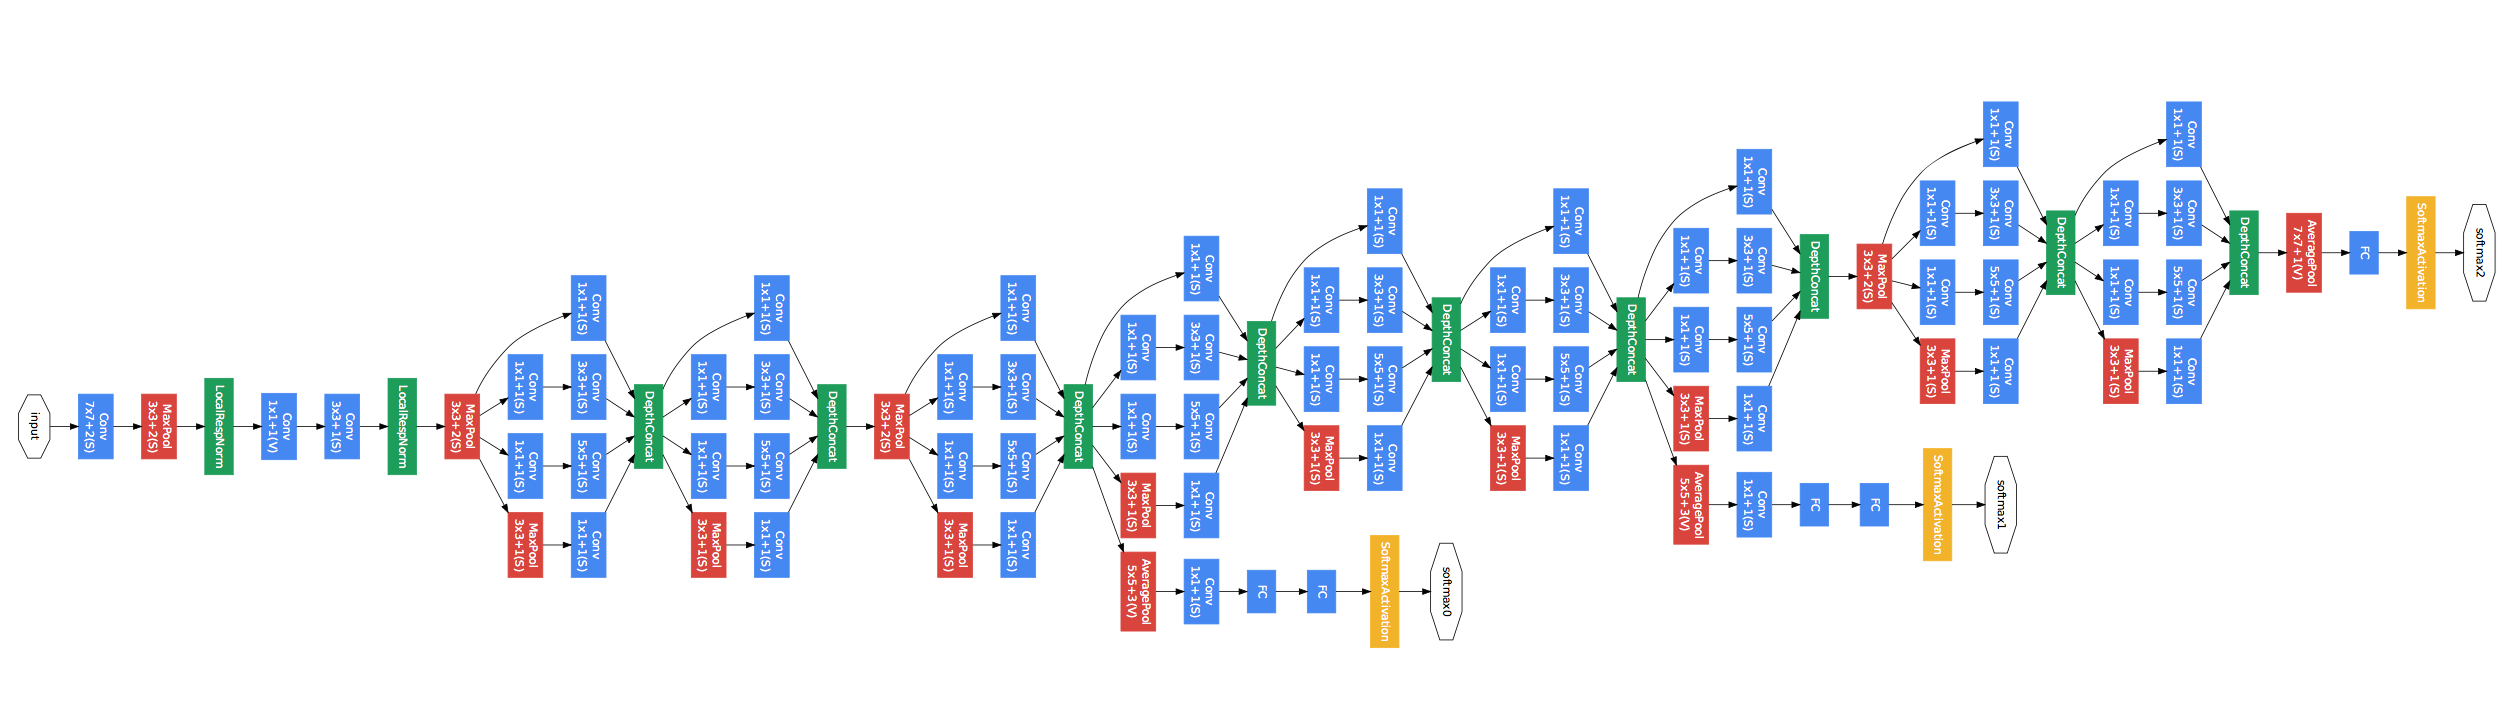 input
Conv
7x7+2(S)
MaxPool
3x3+2(S)
LocalRespNorm
Conv
1x1+1(V)
Conv
3x3+1(S)
LocalRespNorm
MaxPool
3x3+2(S)
Conv
1x1+1(S)
Conv
1x1+1(S)
MaxPool
3x3+1(S)
Conv
1x1+1(S)
Conv
3x3+1(S)
Conv
5x5+1(S)
Conv
1x1+1(S)
DepthConcat
Conv
1x1+1(S)
Conv
1x1+1(S)
MaxPool
3x3+1(S)
Conv
1x1+1(S)
Conv
3x3+1(S)
Conv
5x5+1(S)
Conv
1x1+1(S)
DepthConcat
MaxPool
3x3+2(S)
Conv
1x1+1(S)
Conv
1x1+1(S)
MaxPool
3x3+1(S)
Conv
1x1+1(S)
Conv
3x3+1(S)
Conv
5x5+1(S)
Conv
1x1+1(S)
DepthConcat
Conv
1x1+1(S)
Conv
1x1+1(S)
MaxPool
3x3+1(S)
AveragePool
5x5+3(V)
Conv
1x1+1(S)
Conv
3x3+1(S)
Conv
5x5+1(S)
Conv
1x1+1(S)
Conv
1x1+1(S)
DepthConcat
FC
Conv
1x1+1(S)
Conv
1x1+1(S)
MaxPool
3x3+1(S)
FC
Conv
1x1+1(S)
Conv
3x3+1(S)
Conv
5x5+1(S)
Conv
1x1+1(S)
SoftmaxActivation
DepthConcat
softmax0
Conv
1x1+1(S)
Conv
1x1+1(S)
MaxPool
3x3+1(S)
Conv
1x1+1(S)
Conv
3x3+1(S)
Conv
5x5+1(S)
Conv
1x1+1(S)
DepthConcat
Conv
1x1+1(S)
Conv
1x1+1(S)
MaxPool
3x3+1(S)
AveragePool
5x5+3(V)
Conv
1x1+1(S)
Conv
3x3+1(S)
Conv
5x5+1(S)
Conv
1x1+1(S)
Conv
1x1+1(S)
DepthConcat
FC
MaxPool
3x3+2(S)
FC
Conv
1x1+1(S)
Conv
1x1+1(S)
MaxPool
3x3+1(S)
SoftmaxActivation
Conv
1x1+1(S)
Conv
3x3+1(S)
Conv
5x5+1(S)
Conv
1x1+1(S)
softmax1
DepthConcat
Conv
1x1+1(S)
Conv
1x1+1(S)
MaxPool
3x3+1(S)
Conv
1x1+1(S)
Conv
3x3+1(S)
Conv
5x5+1(S)
Conv
1x1+1(S)
DepthConcat
AveragePool
7x7+1(V)
FC
SoftmaxActivation
softmax2